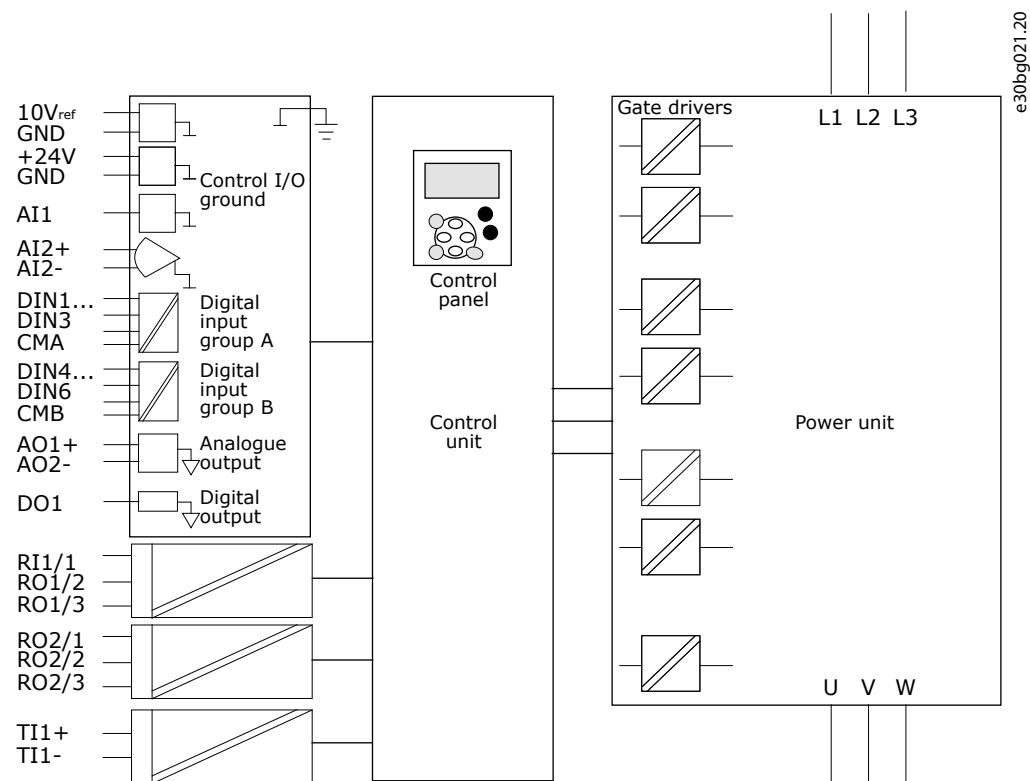 e30bg021.20
10Vref
GND
+24V
GND
AI1
AI2+
AI2-
DIN1...
DIN3
CMA
DIN4...
DIN6
CMB
AO1+
AO2-
DO1
RI1/1
RO1/2
RO1/3
RO2/1
RO2/2
RO2/3
TI1+
TI1-
Control I/O
ground
Digital
input
group A
Digital
input
group B
Analogue
output
Digital
output
Control
panel
Control
unit
Gate drivers
L1 L2 L3
Power unit
U V W